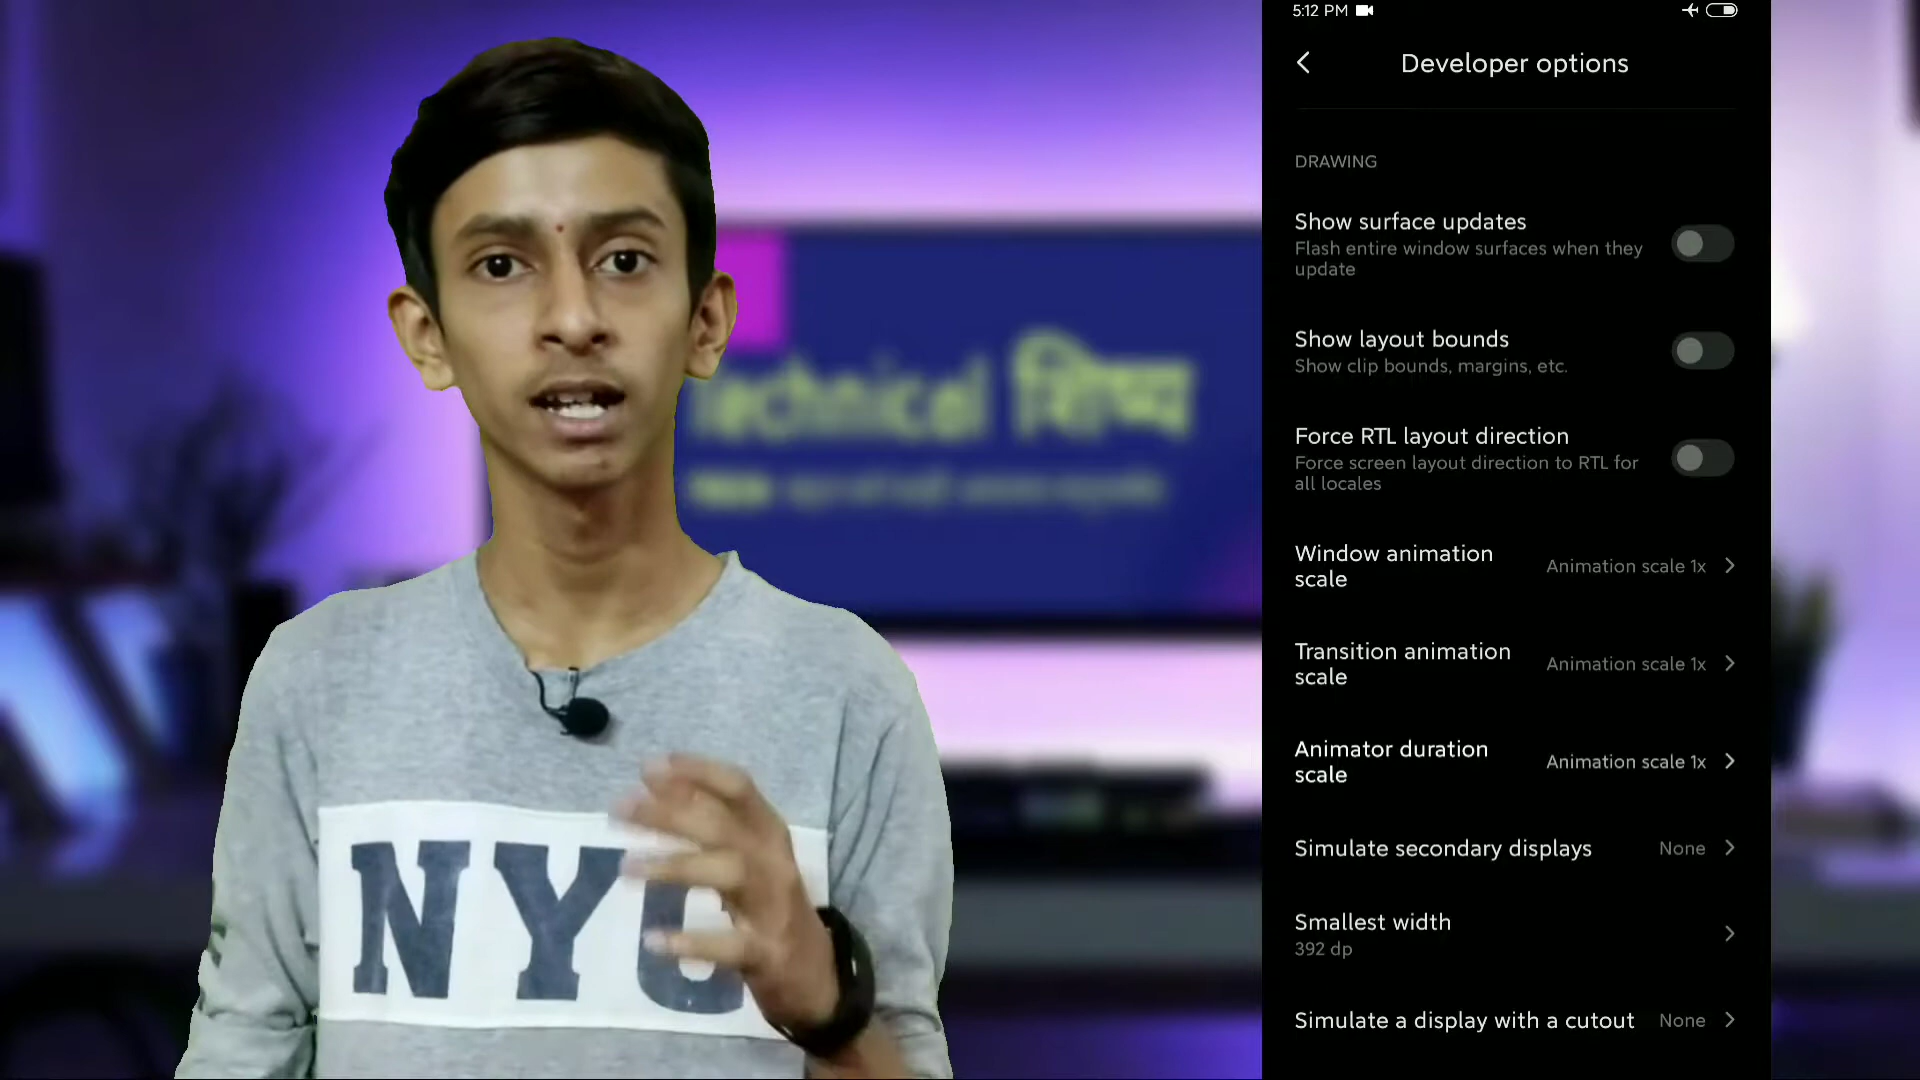 5:12 PM
Developer options
DRAWING
Show surface updates
Flash entire window surfaces when they
update
Show layout bounds
Show clip bounds, margins, etc.
Force RTL layout direction
Force screen layout direction to RTL for
all locales
Window animation
scale
Animation scale 1x
Transition animation
scale
Animation scale 1x
Animator duration
scale
Animation scale 1x
Simulate secondary displays
None
Smallest width
392 dp
Simulate a display with a cutout
None
Technical शिष्य
NYC